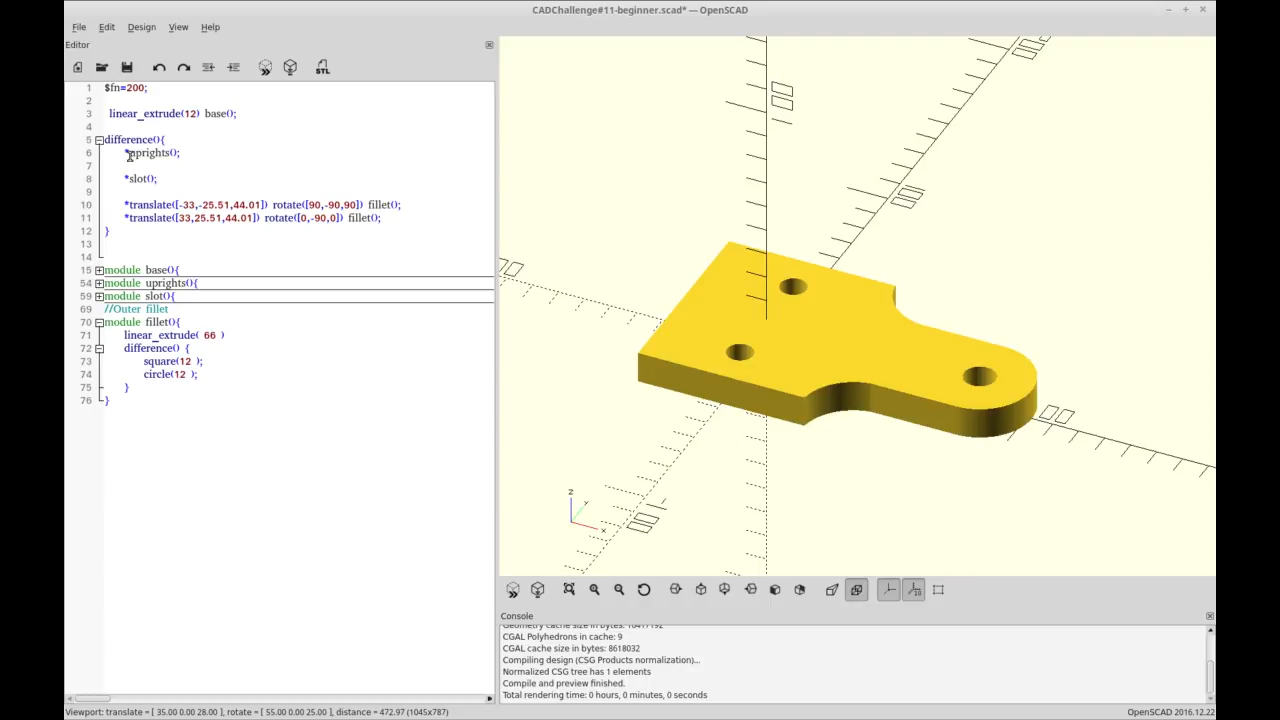 CADChallenge#11-beginner.scad* — OpenSCAD
File Edit Design View Help
Editor
STL
1 $fn=200;
2
3 linear_extrude(12) base();
4
5 difference(){
6 *uprights();
7
8 *slot();
9
10 *translate([-33,-25.51,44.01]) rotate([90,-90,90]) fillet();
11 *translate([33,25.51,44.01]) rotate([0,-90,0]) fillet();
12 }
13
14
15 module base(){
54 module uprights(){
59 module slot(){
69 //Outer fillet
70 module fillet(){
71 linear_extrude( 66 )
72 difference() {
73 square(12 );
74 circle(12 );
75 }
76 }
Z
Y
X
Console
Geometry cache size in bytes: 10417192
CGAL Polyhedrons in cache: 9
CGAL cache size in bytes: 8618032
Compiling design (CSG Products normalization)...
Normalized CSG tree has 1 elements
Compile and preview finished.
Total rendering time: 0 hours, 0 minutes, 0 seconds
Viewport: translate = [ 35.00 0.00 28.00 ], rotate = [ 55.00 0.00 25.00 ], distance = 472.97 (1045x787)
OpenSCAD 2016.12.22